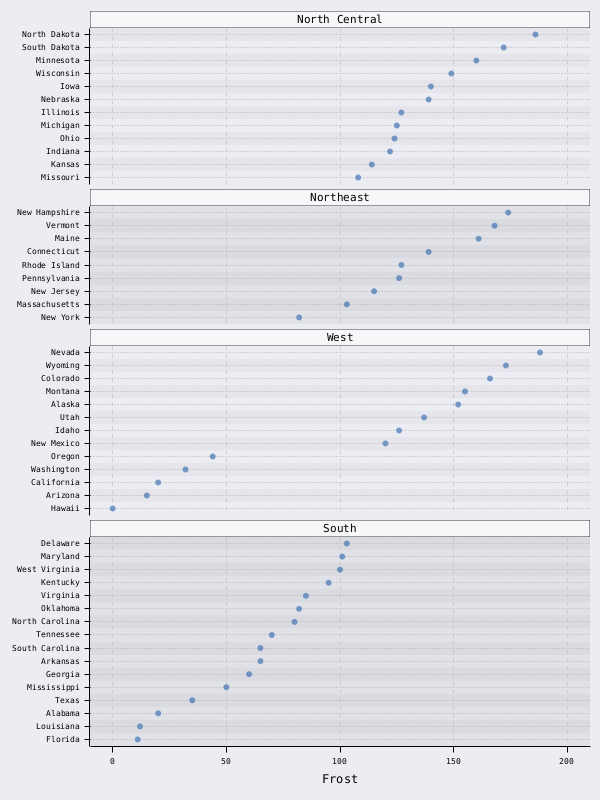 North Central
North Dakota
South Dakota
Minnesota
Wisconsin
Iowa
Nebraska
Illinois
Michigan
Ohio
Indiana
Kansas
Missouri
Northeast
New Hampshire
Vermont
Maine
Connecticut
Rhode Island
Pennsylvania
New Jersey
Massachusetts
New York
West
Nevada
Wyoming
Colorado
Montana
Alaska
Utah
Idaho
New Mexico
Oregon
Washington
California
Arizona
Hawaii
South
Delaware
Maryland
West Virginia
Kentucky
Virginia
Oklahoma
North Carolina
Tennessee
South Carolina
Arkansas
Georgia
Mississippi
Texas
Alabama
Louisiana
Florida
0 50 100 150 200
Frost